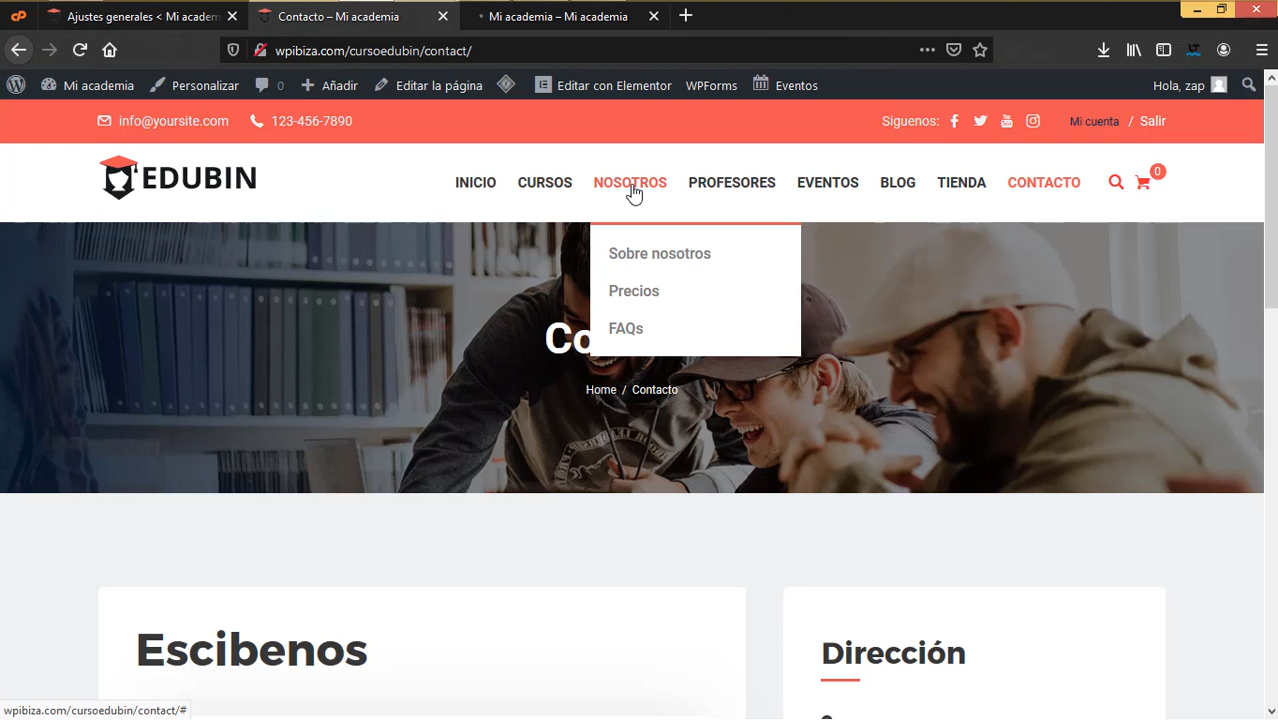 Ajustes generales < Mi academ
Contacto – Mi academia
Mi academia – Mi academia
wpibiza.com/cursoedubin/contact/
Mi academia
Personalizar
0
Añadir
Editar la página
Editar con Elementor
WPForms
Eventos
Hola, zap
info@yoursite.com
123-456-7890
Siguenos:
Mi cuenta / Salir
EDUBIN
INICIO
CURSOS
NOSOTROS
PROFESORES
EVENTOS
BLOG
TIENDA
CONTACTO
0
Sobre nosotros
Precios
FAQs
Co
Home / Contacto
Escibenos
Dirección
wpibiza.com/cursoedubin/contact/#